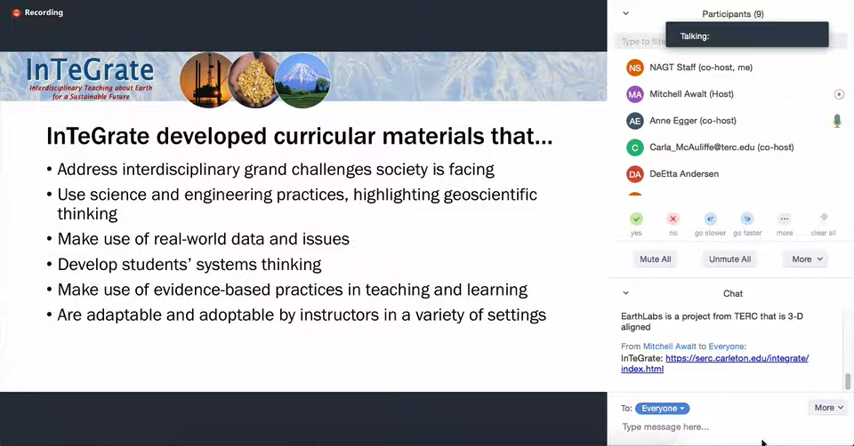 Recording
InTeGrate
Interdisciplinary Teaching about Earth
for a Sustainable Future
InTeGrate developed curricular materials that...
• Address interdisciplinary grand challenges society is facing
• Use science and engineering practices, highlighting geoscientific
thinking
• Make use of real-world data and issues
• Develop students’ systems thinking
• Make use of evidence-based practices in teaching and learning
• Are adaptable and adoptable by instructors in a variety of settings
Participants (9)
Talking:
Type to filte
NS NAGT Staff (co-host, me)
MA Mitchell Awalt (Host)
AE Anne Egger (co-host)
C Carla_McAuliffe@terc.edu (co-host)
DA DeEtta Andersen
yes no go slower go faster more clear all
Mute All Unmute All More
Chat
EarthLabs is a project from TERC that is 3-D
aligned
From Mitchell Awalt to Everyone:
InTeGrate: https://serc.carleton.edu/integrate/
index.html
To: Everyone More
Type message here...